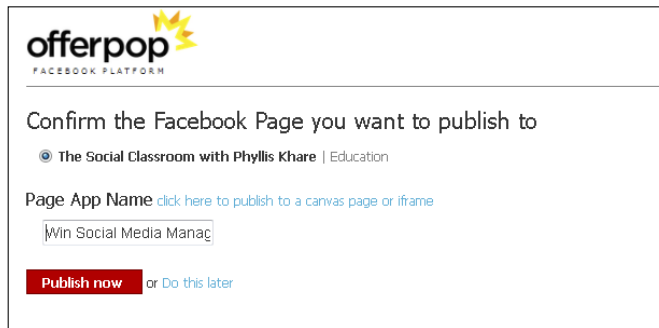 offerpop
FACEBOOK PLATFORM
Confirm the Facebook Page you want to publish to
The Social Classroom with Phyllis Khare | Education
Page App Name click here to publish to a canvas page or iframe
Win Social Media Manag
Publish now or Do this later